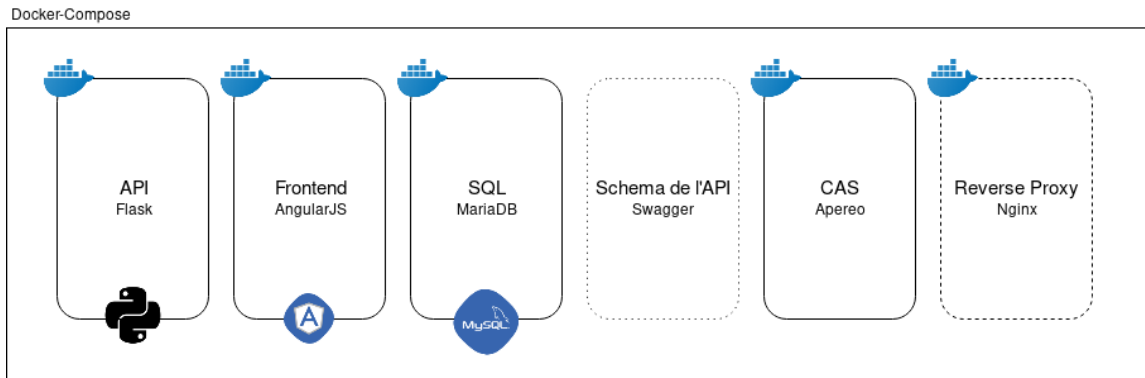 Docker-Compose
API
Flask
Frontend
AngularJS
SQL
MariaDB
Schema de l'API
Swagger
CAS
Apereo
Reverse Proxy
Nginx
A
MySQL